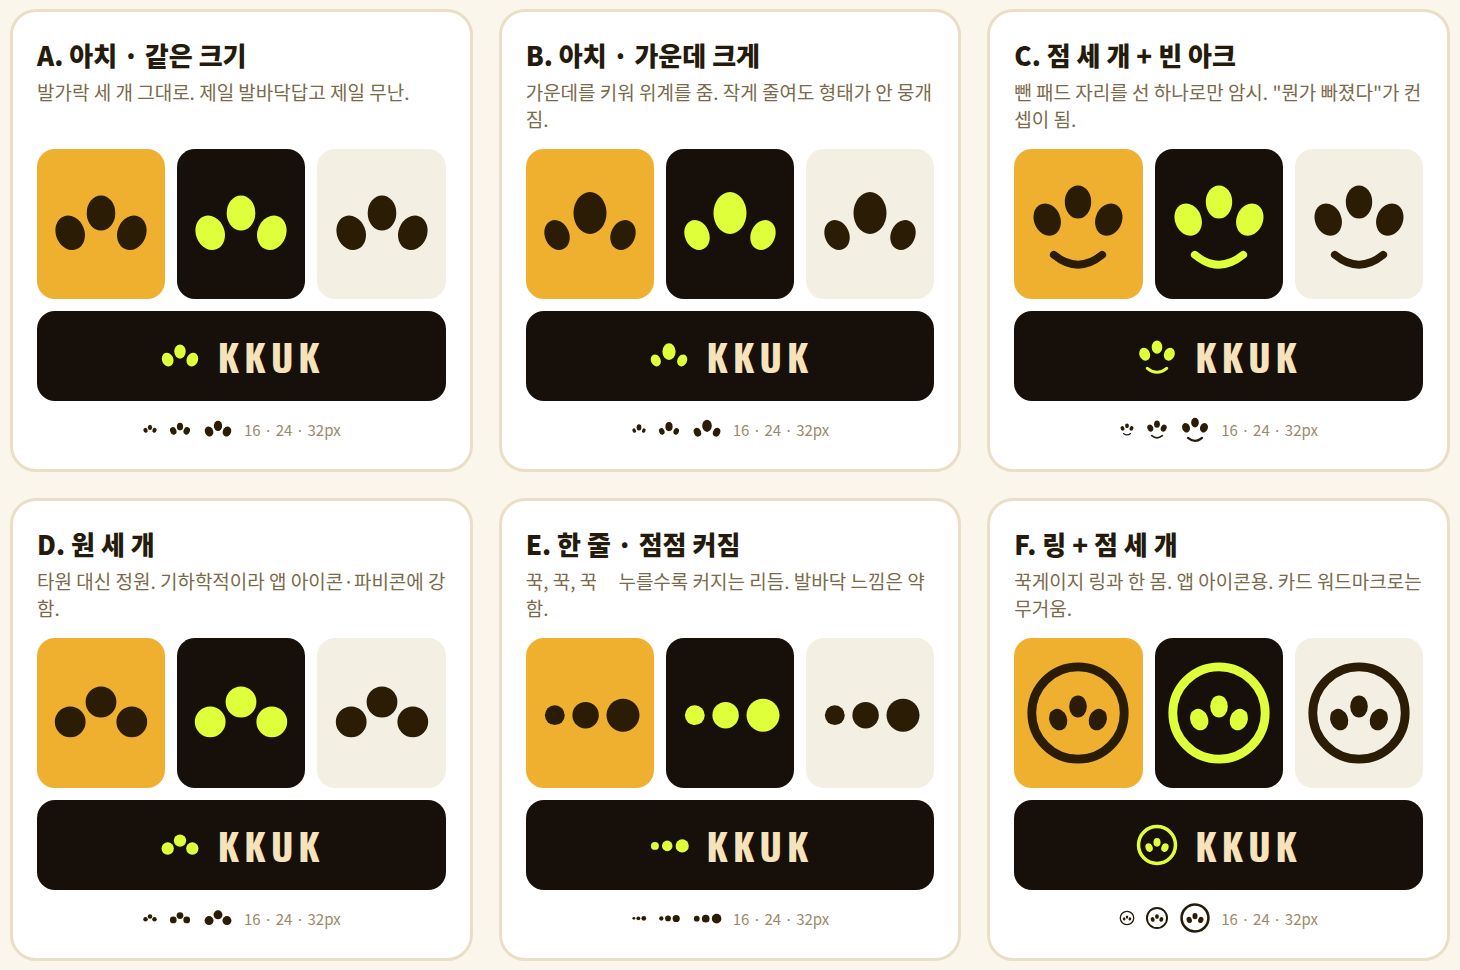 A. 아치 · 같은 크기
발가락 세 개 그대로. 제일 발바닥답고 제일 무난.
KKUK
16 · 24 · 32px
B. 아치 · 가운데 크게
가운데를 키워 위계를 줌. 작게 줄여도 형태가 안 뭉개
짐.
KKUK
16 · 24 · 32px
C. 점 세 개 + 빈 아크
뺀 패드 자리를 선 하나로만 암시. "뭔가 빠졌다"가 컨
셉이 됨.
KKUK
16 · 24 · 32px
D. 원 세 개
타원 대신 정원. 기하학적이라 앱 아이콘·파비콘에 강
함.
KKUK
16 · 24 · 32px
E. 한 줄 · 점점 커짐
꾹, 꾹, 꾹 누를수록 커지는 리듬. 발바닥 느낌은 약
함.
KKUK
16 · 24 · 32px
F. 링 + 점 세 개
꾹게이지 링과 한 몸. 앱 아이콘용. 카드 워드마크로는
무거움.
KKUK
16 · 24 · 32px